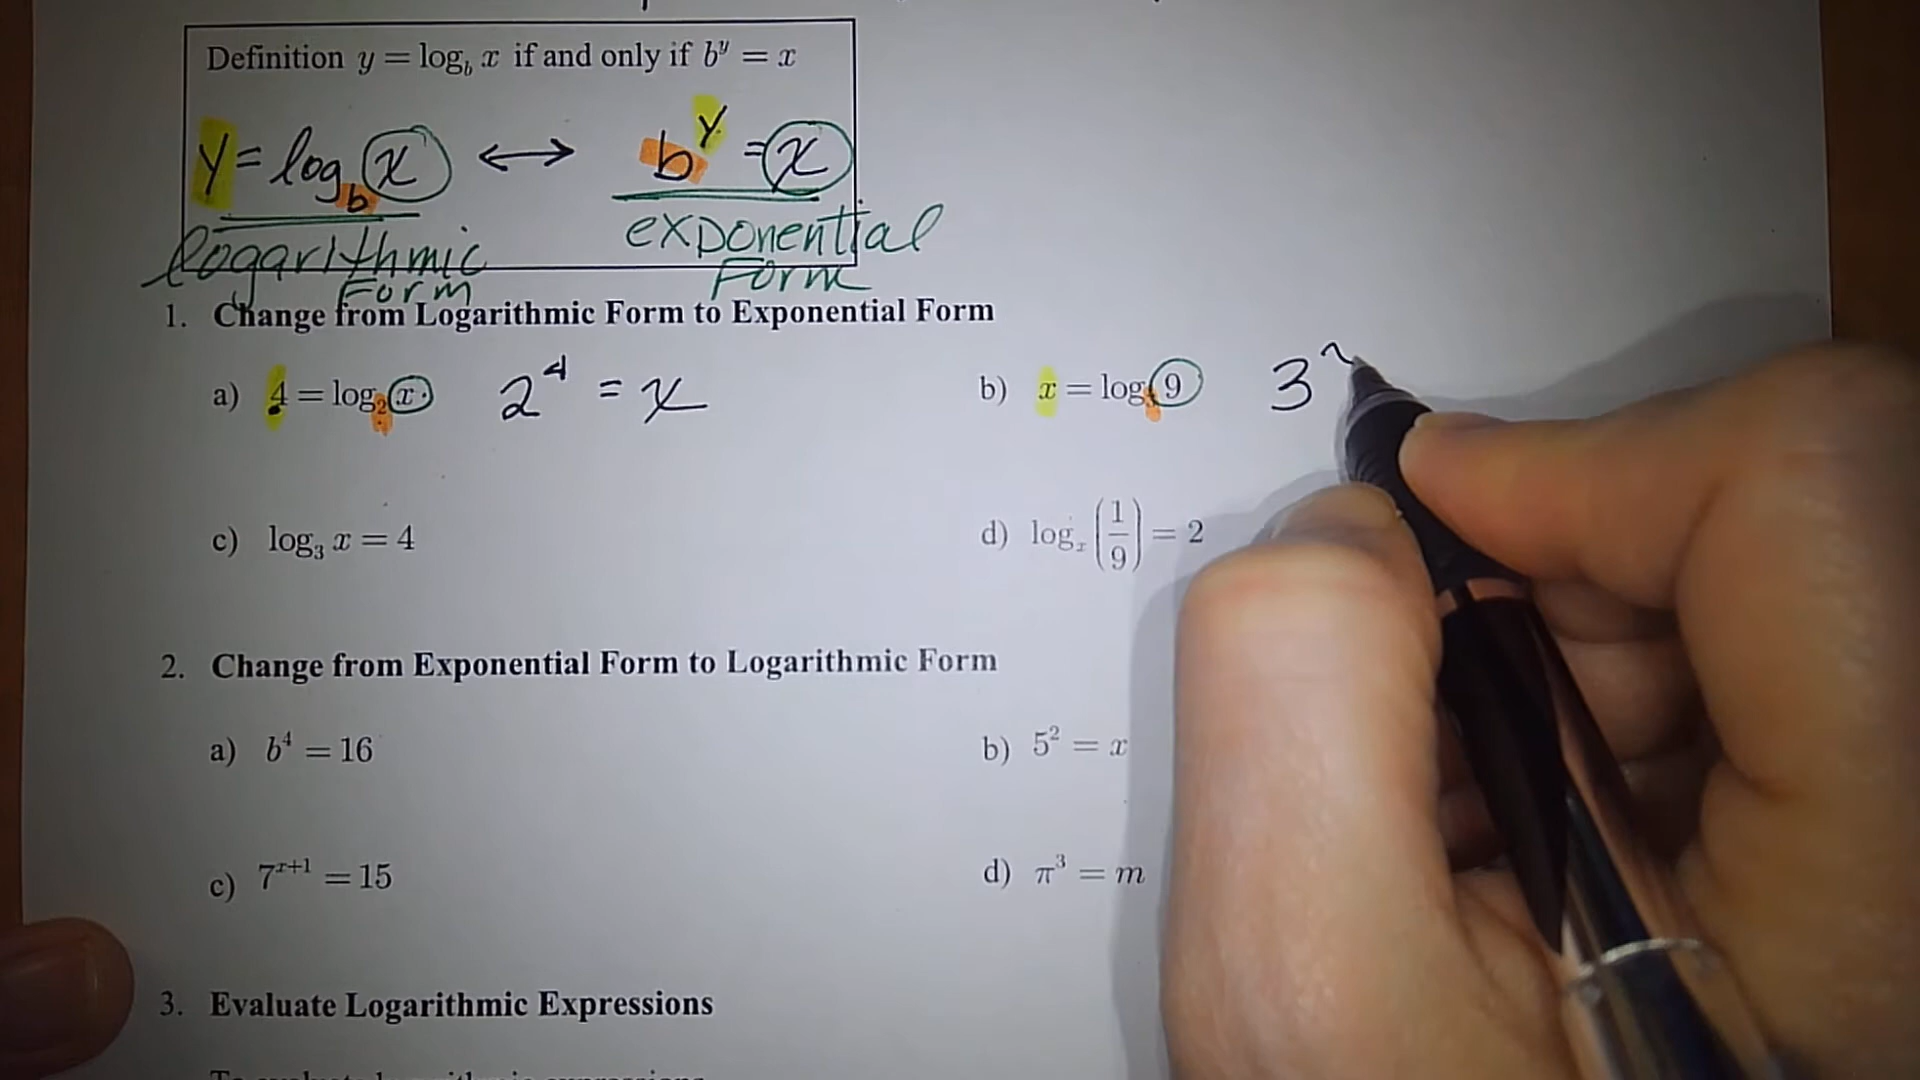 Definition y = log_b x if and only if b^y = x
y = log_b x ↔ b^y = x
logarithmic Form exponential Form
1. Change from Logarithmic Form to Exponential Form
a) 4 = log_2 x 2^4 = x
b) x = log 9 3
c) log_3 x = 4
d) log_x (1/9) = 2
2. Change from Exponential Form to Logarithmic Form
a) b^4 = 16
b) 5^2 = x
c) 7^{x+1} = 15
d) π^3 = m
3. Evaluate Logarithmic Expressions